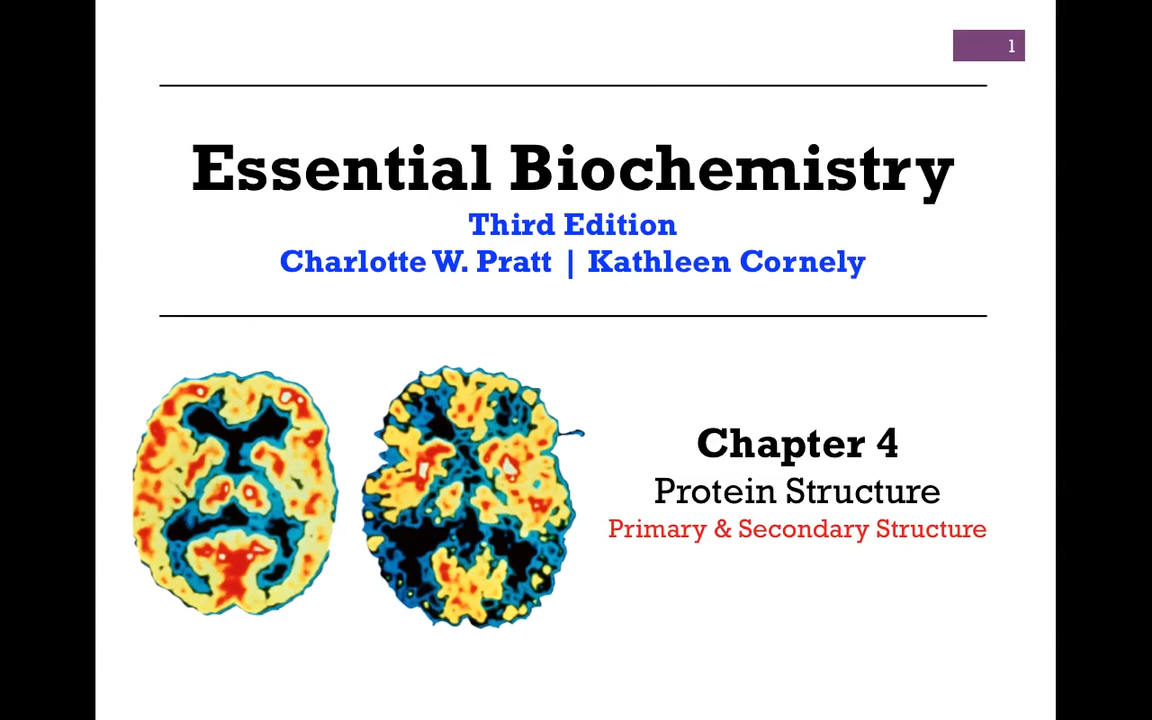 1
Essential Biochemistry
Third Edition
Charlotte W. Pratt | Kathleen Cornely
Chapter 4
Protein Structure
Primary & Secondary Structure